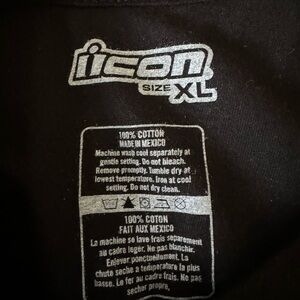 icon
SIZE XL
100% COTTON
MADE IN MEXICO
Machine wash cool separately at
gentle setting. Do not bleach.
Remove promptly. Tumble dry at
lowest temperature. Iron at cool
setting. Do not dry clean.
100% COTON
FAIT AUX MEXICO
La machine so lave frais separement
au cadre leger. Ne pas blanchir.
Enlever ponctuellement. La
chute seche a temperature la plus
basse. Le fer au frais cadre. Ne
pas secher propre.